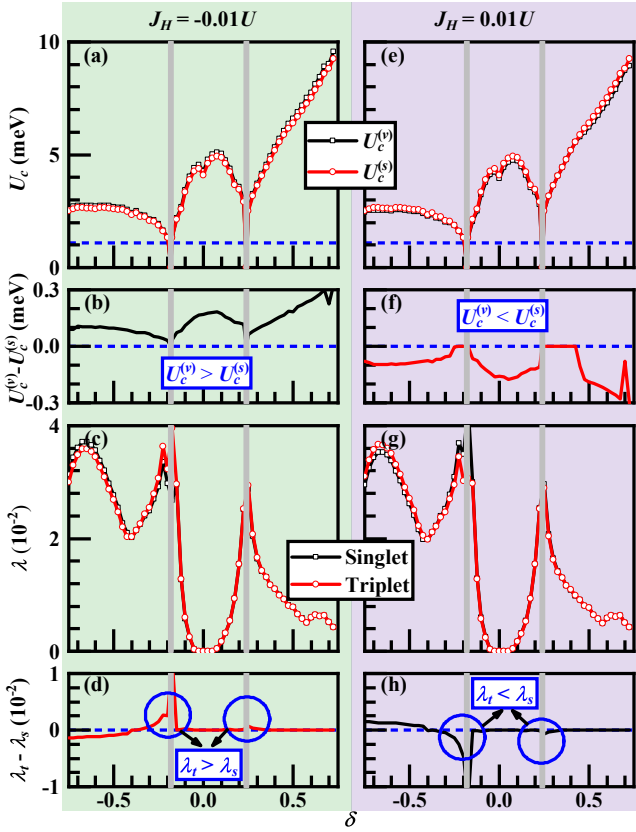 J_H = -0.01U
J_H = 0.01U
(a)
(e)
10
5
0
U_c (meV)
U_c^(v)
U_c^(s)
(b)
(f)
0.3
0.0
-0.3
U_c^(v)-U_c^(s) (meV)
U_c^(v) > U_c^(s)
U_c^(v) < U_c^(s)
(c)
(g)
4
2
0
λ (10^-2)
Singlet
Triplet
(d)
(h)
1
0
-1
λ_t - λ_s (10^-2)
λ_t > λ_s
λ_t < λ_s
-0.5 0.0 0.5 -0.5 0.0 0.5
δ